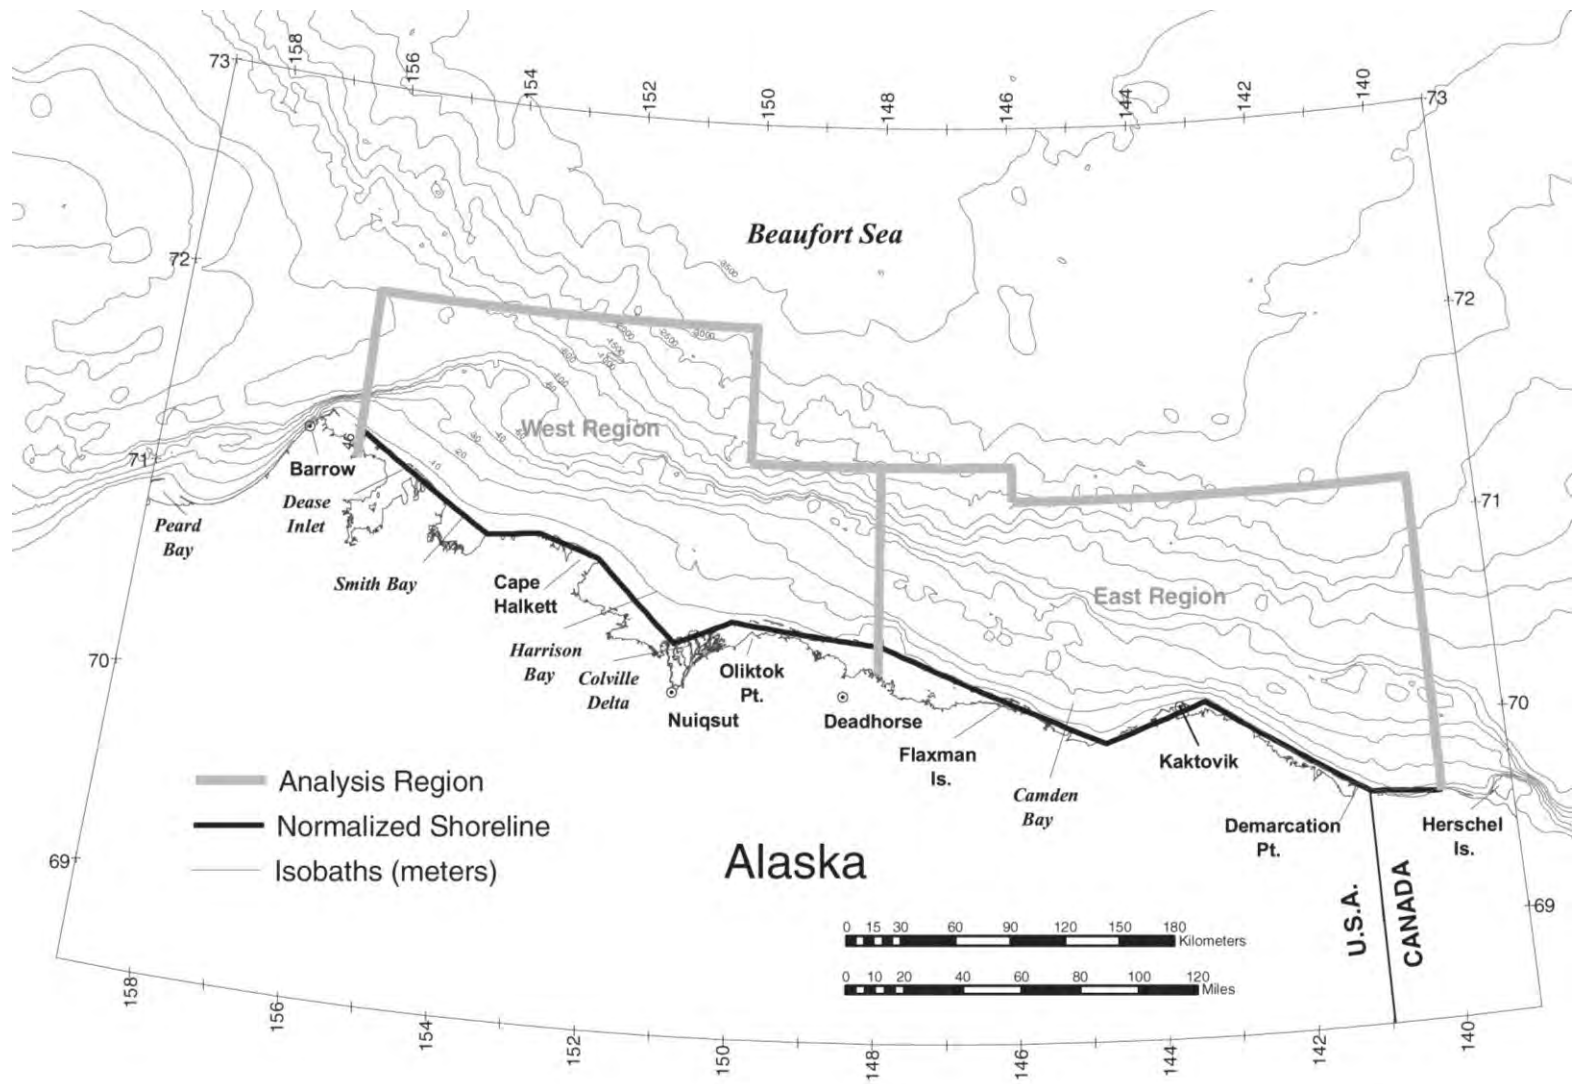 73
158
156
154
152
150
148
146
144
142
140
73
Beaufort Sea
-3500
72
72
West Region
46
Barrow
71
71
Dease
Inlet
Peard
Bay
Smith Bay
Cape
Halkett
East Region
Harrison
Bay
Colville
Delta
Oliktok
Pt.
Nuiqsut
Deadhorse
70
70
Flaxman
Is.
Kaktovik
Camden
Bay
Demarcation
Pt.
Herschel
Is.
Analysis Region
Normalized Shoreline
Isobaths (meters)
69
69
Alaska
U.S.A.
CANADA
0 15 30 60 90 120 150 180
Kilometers
0 10 20 40 60 80 100 120
Miles
158
156
154
152
150
148
146
144
142
140